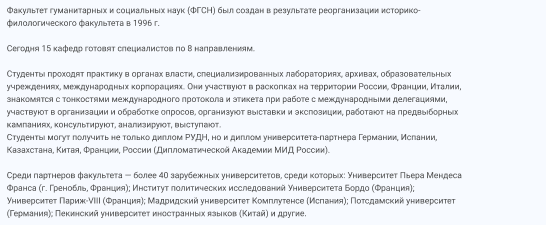 Факультет гуманитарных и социальных наук (ФГСН) был создан в результате реорганизации историко-
филологического факультета в 1996 г.
Сегодня 15 кафедр готовят специалистов по 8 направлениям.
Студенты проходят практику в органах власти, специализированных лабораториях, архивах, образовательных
учреждениях, международных корпорациях. Они участвуют в раскопках на территории России, Франции, Италии,
знакомятся с тонкостями международного протокола и этикета при работе с международными делегациями,
участвуют в организации и обработке опросов, организуют выставки и экспозиции, работают на предвыборных
кампаниях, консультируют, анализируют, выступают.
Студенты могут получить не только диплом РУДН, но и диплом университета-партнера Германии, Испании,
Казахстана, Китая, Франции, России (Дипломатической Академии МИД России).
Среди партнеров факультета — более 40 зарубежных университетов, среди которых: Университет Пьера Мендеса
Франса (г. Гренобль, Франция); Институт политических исследований Университета Бордо (Франция);
Университет Париж-VIII (Франция); Мадридский университет Комплутенсе (Испания); Потсдамский университет
(Германия); Пекинский университет иностранных языков (Китай) и другие.